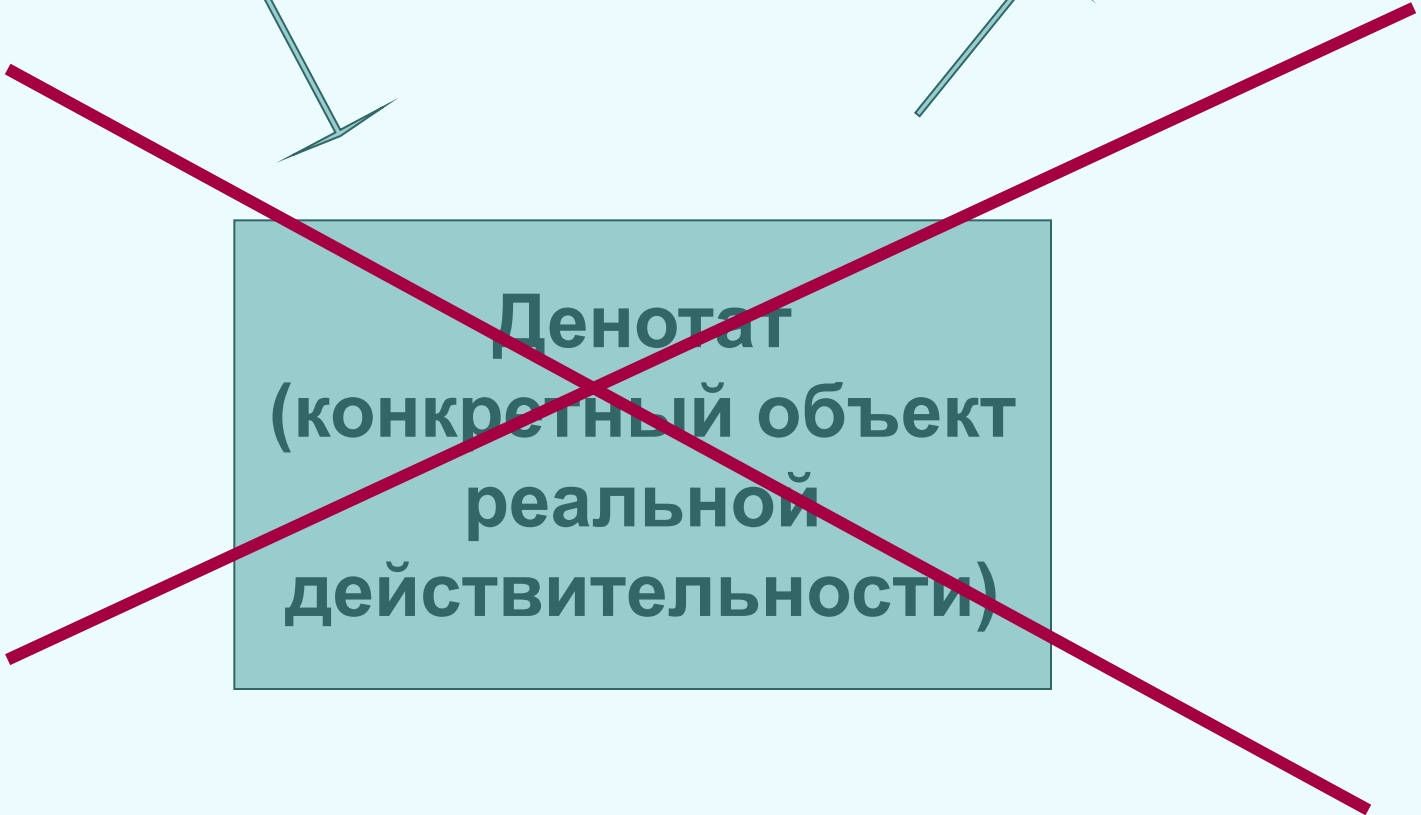 Денотат
(конкретный объект
реальной
действительности)